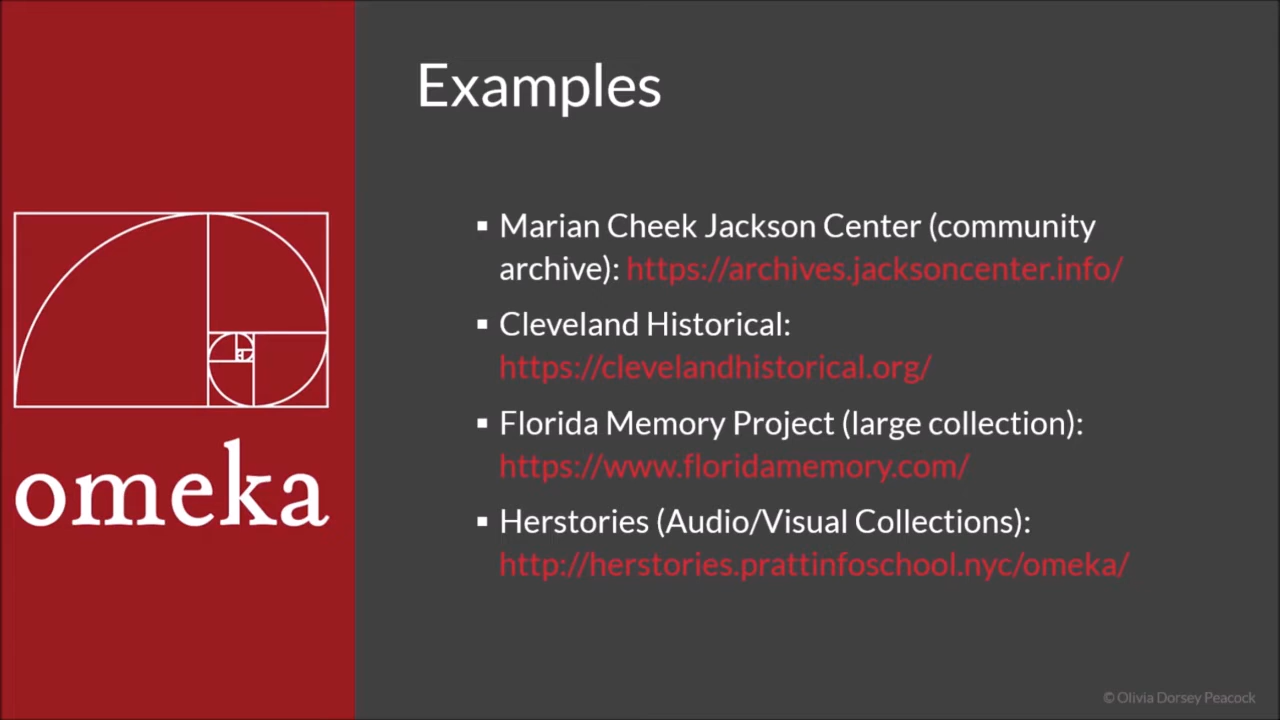 Examples
▪ Marian Cheek Jackson Center (community
archive): https://archives.jacksoncenter.info/
▪ Cleveland Historical:
https://clevelandhistorical.org/
▪ Florida Memory Project (large collection):
https://www.floridamemory.com/
▪ Herstories (Audio/Visual Collections):
http://herstories.prattinfoschool.nyc/omeka/
omeka
© Olivia Dorsey Peacock